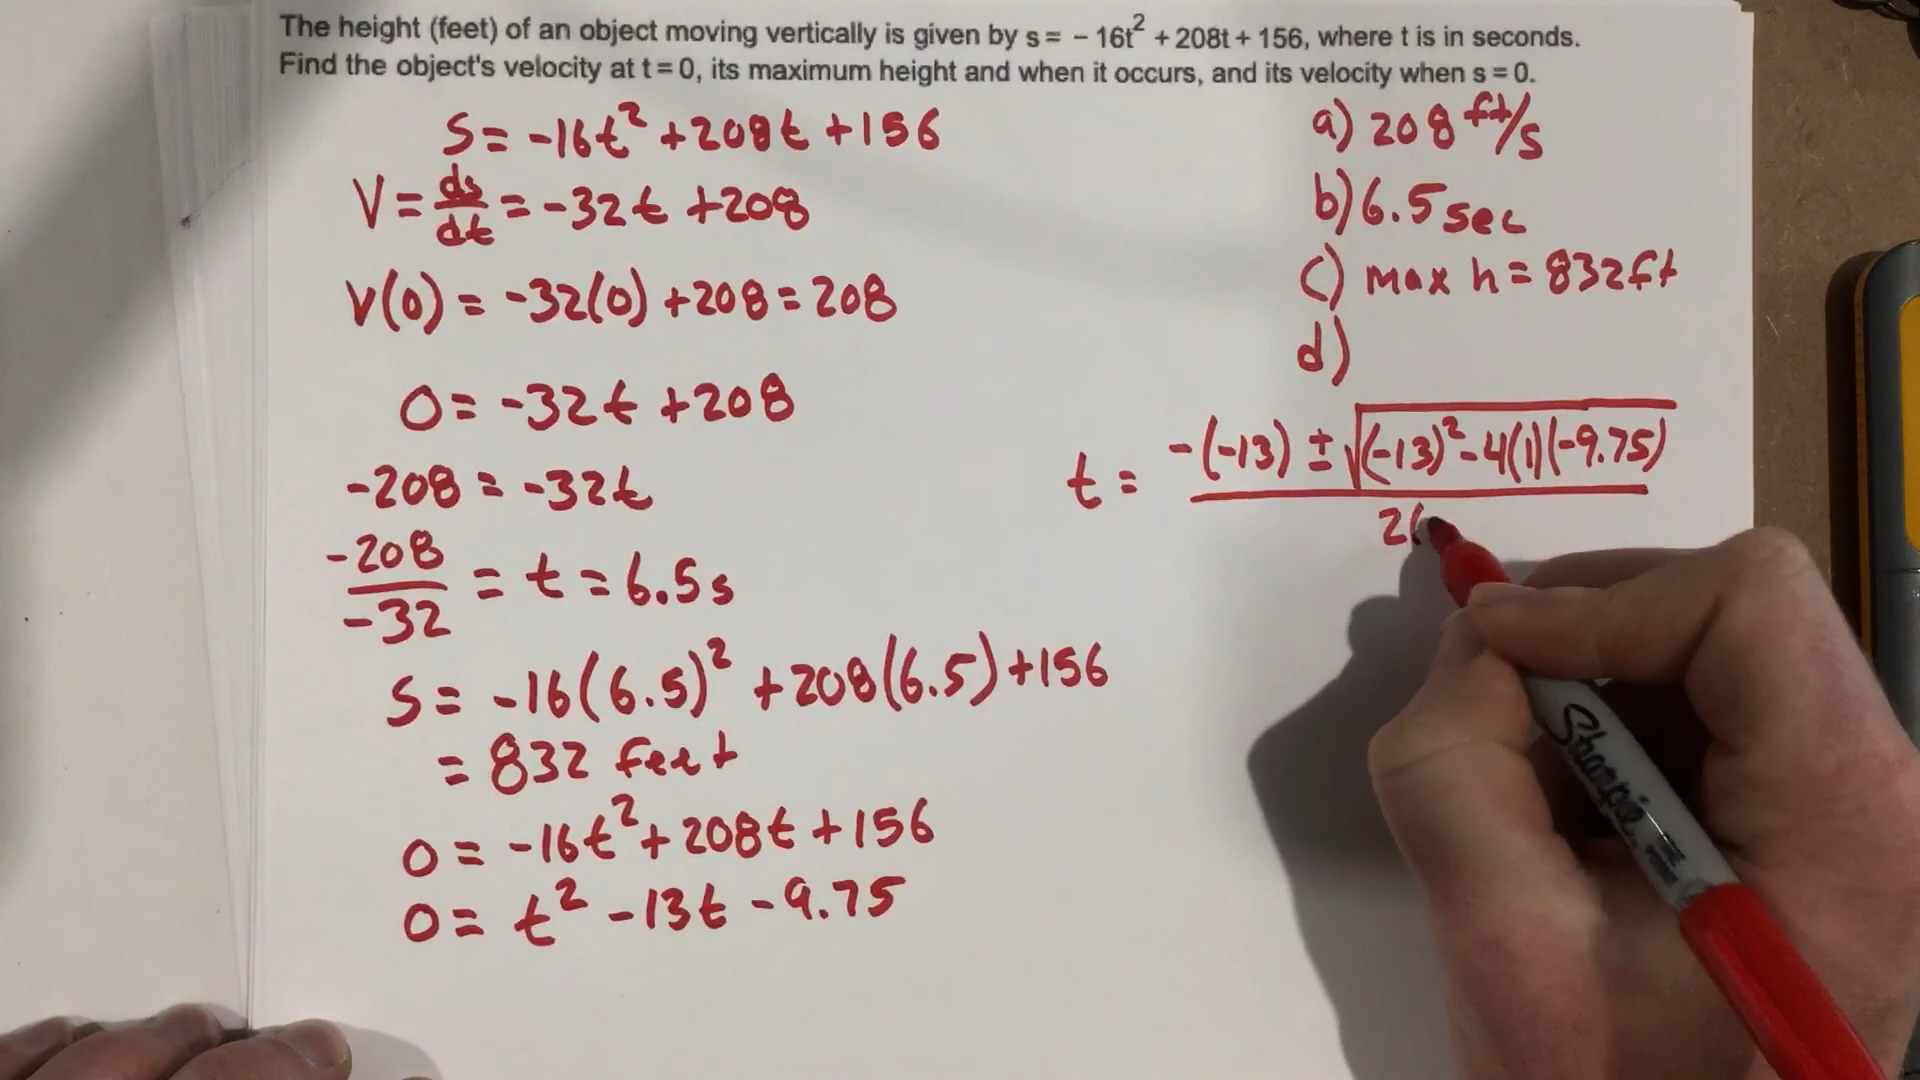 The height (feet) of an object moving vertically is given by s = − 16t² + 208t + 156, where t is in seconds.
Find the object's velocity at t = 0, its maximum height and when it occurs, and its velocity when s = 0.
S = -16t² +208t +156
V = ds/dt = -32t +208
V(0) = -32(0) +208 = 208
0 = -32t +208
-208 = -32t
-208/-32 = t = 6.5s
S = -16(6.5)² +208(6.5)+156
= 832 feet
0 = -16t² + 208t + 156
0 = t² - 13t - 9.75
a) 208 ft/s
b) 6.5 sec
c) max h = 832ft
d)
t = -(-13) ± √(-13)² - 4(1)(-9.75)
2(
Sharpie